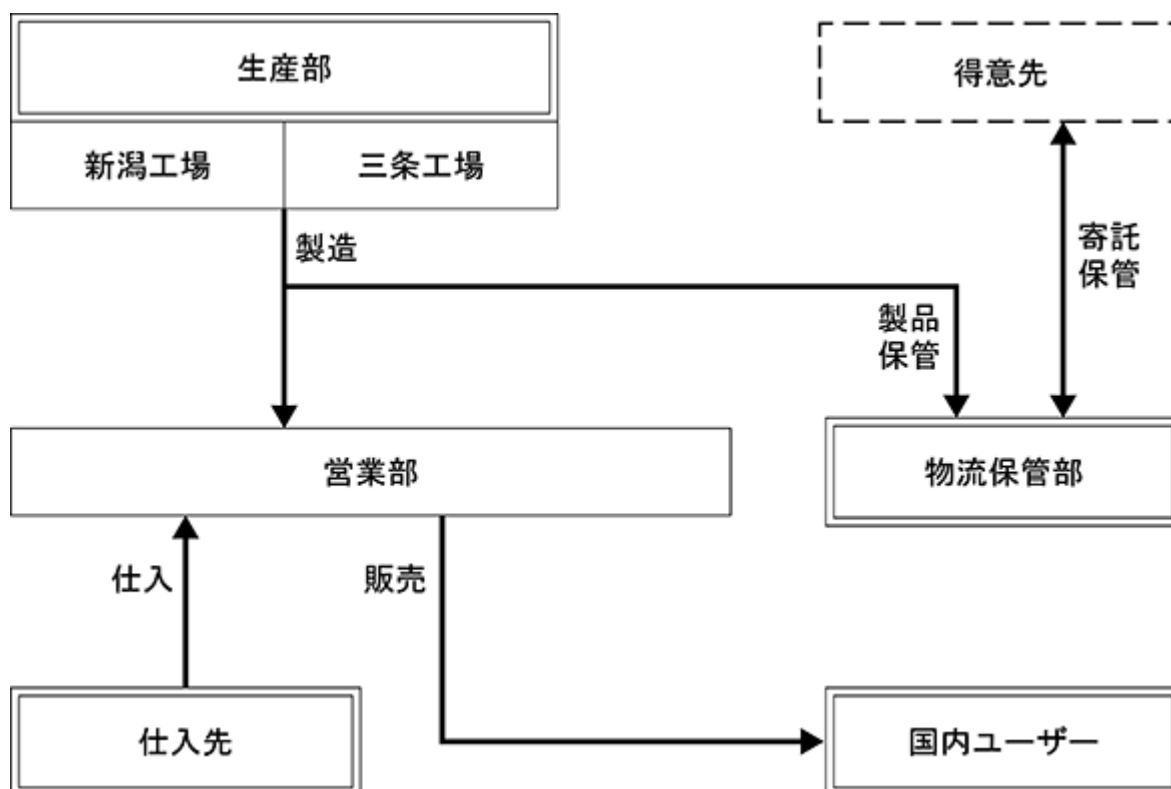 生産部
得意先
新潟工場
三条工場
製造
寄託
保管
製品
保管
営業部
物流保管部
仕入
販売
仕入先
国内ユーザー